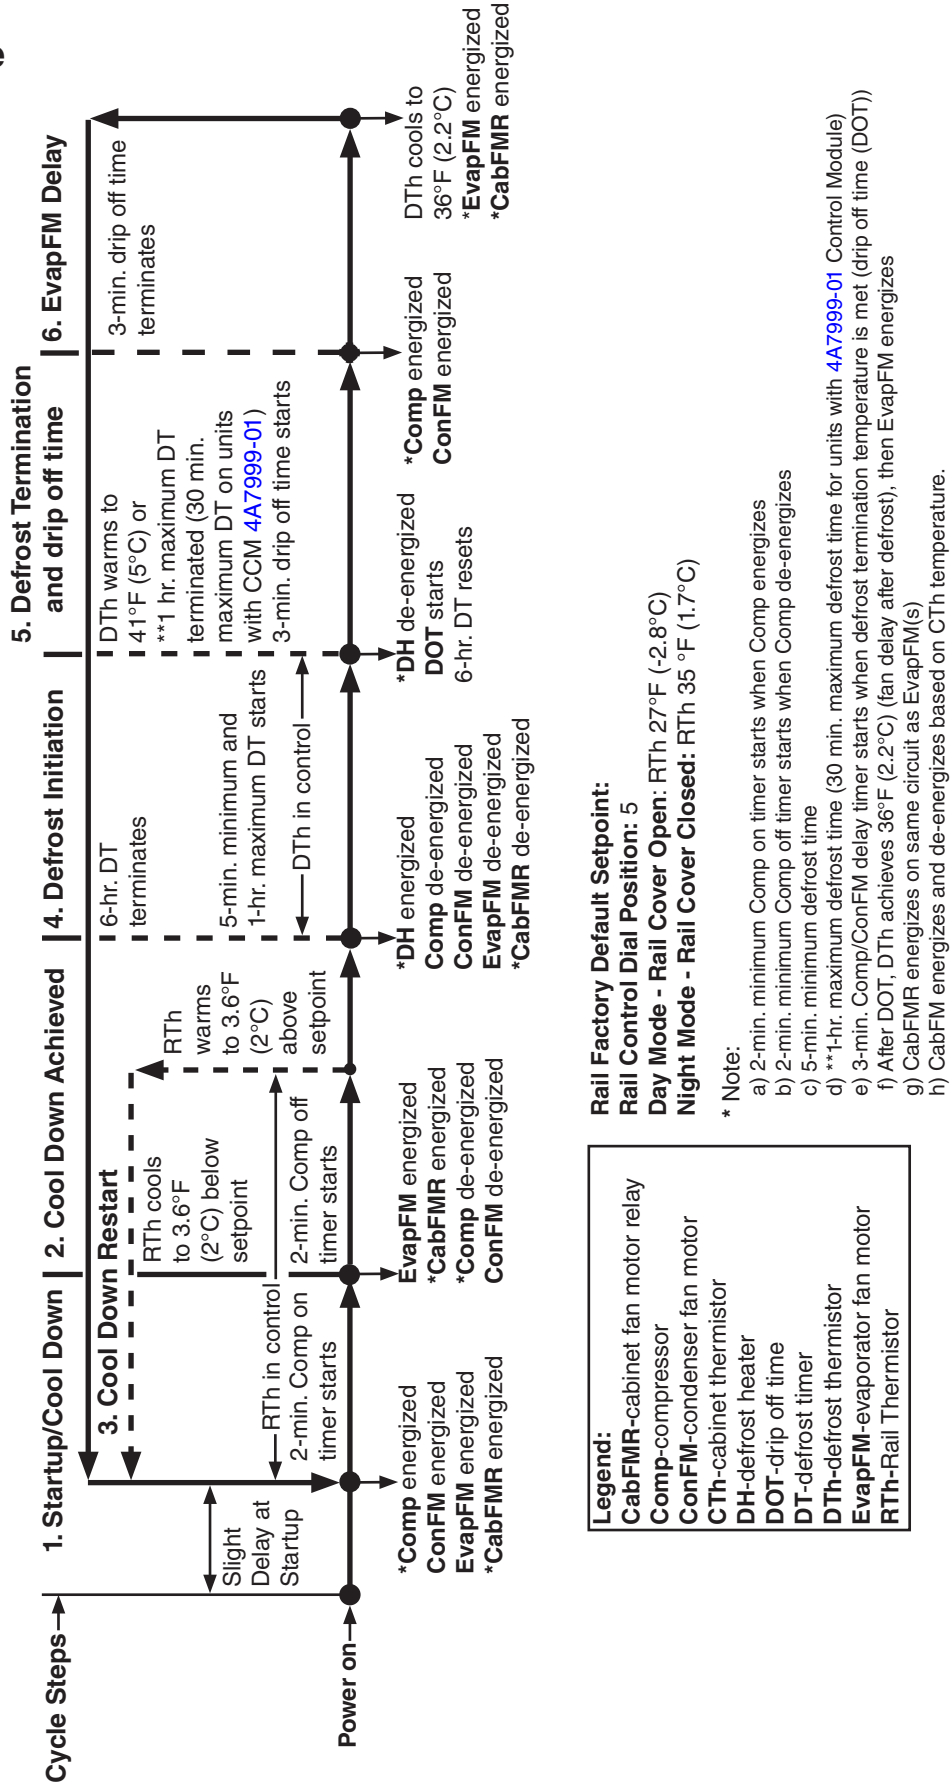 Cycle Steps
1. Startup/Cool Down
2. Cool Down Achieved
3. Cool Down Restart
4. Defrost Initiation
5. Defrost Termination
and drip off time
6. EvapFM Delay
Slight
Delay at
Startup
RTh in control
2-min. Comp on
timer starts
RTh cools
to 3.6°F
(2°C) below
setpoint
2-min. Comp off
timer starts
RTh
warms
to 3.6°F
(2°C)
above
setpoint
6-hr. DT
terminates
5-min. minimum and
1-hr. maximum DT starts
DTh in control
DTh warms to
41°F (5°C) or
**1 hr. maximum DT
terminated (30 min.
maximum DT on units
with CCM 4A7999-01)
3-min. drip off time starts
3-min. drip off time
terminates
Power on
*Comp energized
ConFM energized
EvapFM energized
*CabFMR energized
EvapFM energized
*CabFMR energized
*Comp de-energized
ConFM de-energized
*DH energized
Comp de-energized
ConFM de-energized
EvapFM de-energized
*CabFMR de-energized
*DH de-energized
DOT starts
6-hr. DT resets
*Comp energized
ConFM energized
DTh cools to
36°F (2.2°C)
*EvapFM energized
*CabFMR energized
Legend:
CabFMR-cabinet fan motor relay
Comp-compressor
ConFM-condenser fan motor
CTh-cabinet thermistor
DH-defrost heater
DOT-drip off time
DT-defrost timer
DTh-defrost thermistor
EvapFM-evaporator fan motor
RTh-Rail Thermistor
Rail Factory Default Setpoint:
Rail Control Dial Position: 5
Day Mode - Rail Cover Open: RTh 27°F (-2.8°C)
Night Mode - Rail Cover Closed: RTh 35 °F (1.7°C)
* Note:
a) 2-min. minimum Comp on timer starts when Comp energizes
b) 2-min. minimum Comp off timer starts when Comp de-energizes
c) 5-min. minimum defrost time
d) **1-hr. maximum defrost time (30 min. maximum defrost time for units with 4A7999-01 Control Module)
e) 3-min. Comp/ConFM delay timer starts when defrost termination temperature is met (drip off time (DOT))
f) After DOT, DTh achieves 36°F (2.2°C) (fan delay after defrost), then EvapFM energizes
g) CabFMR energizes on same circuit as EvapFM(s)
h) CabFM energizes and de-energizes based on CTh temperature.